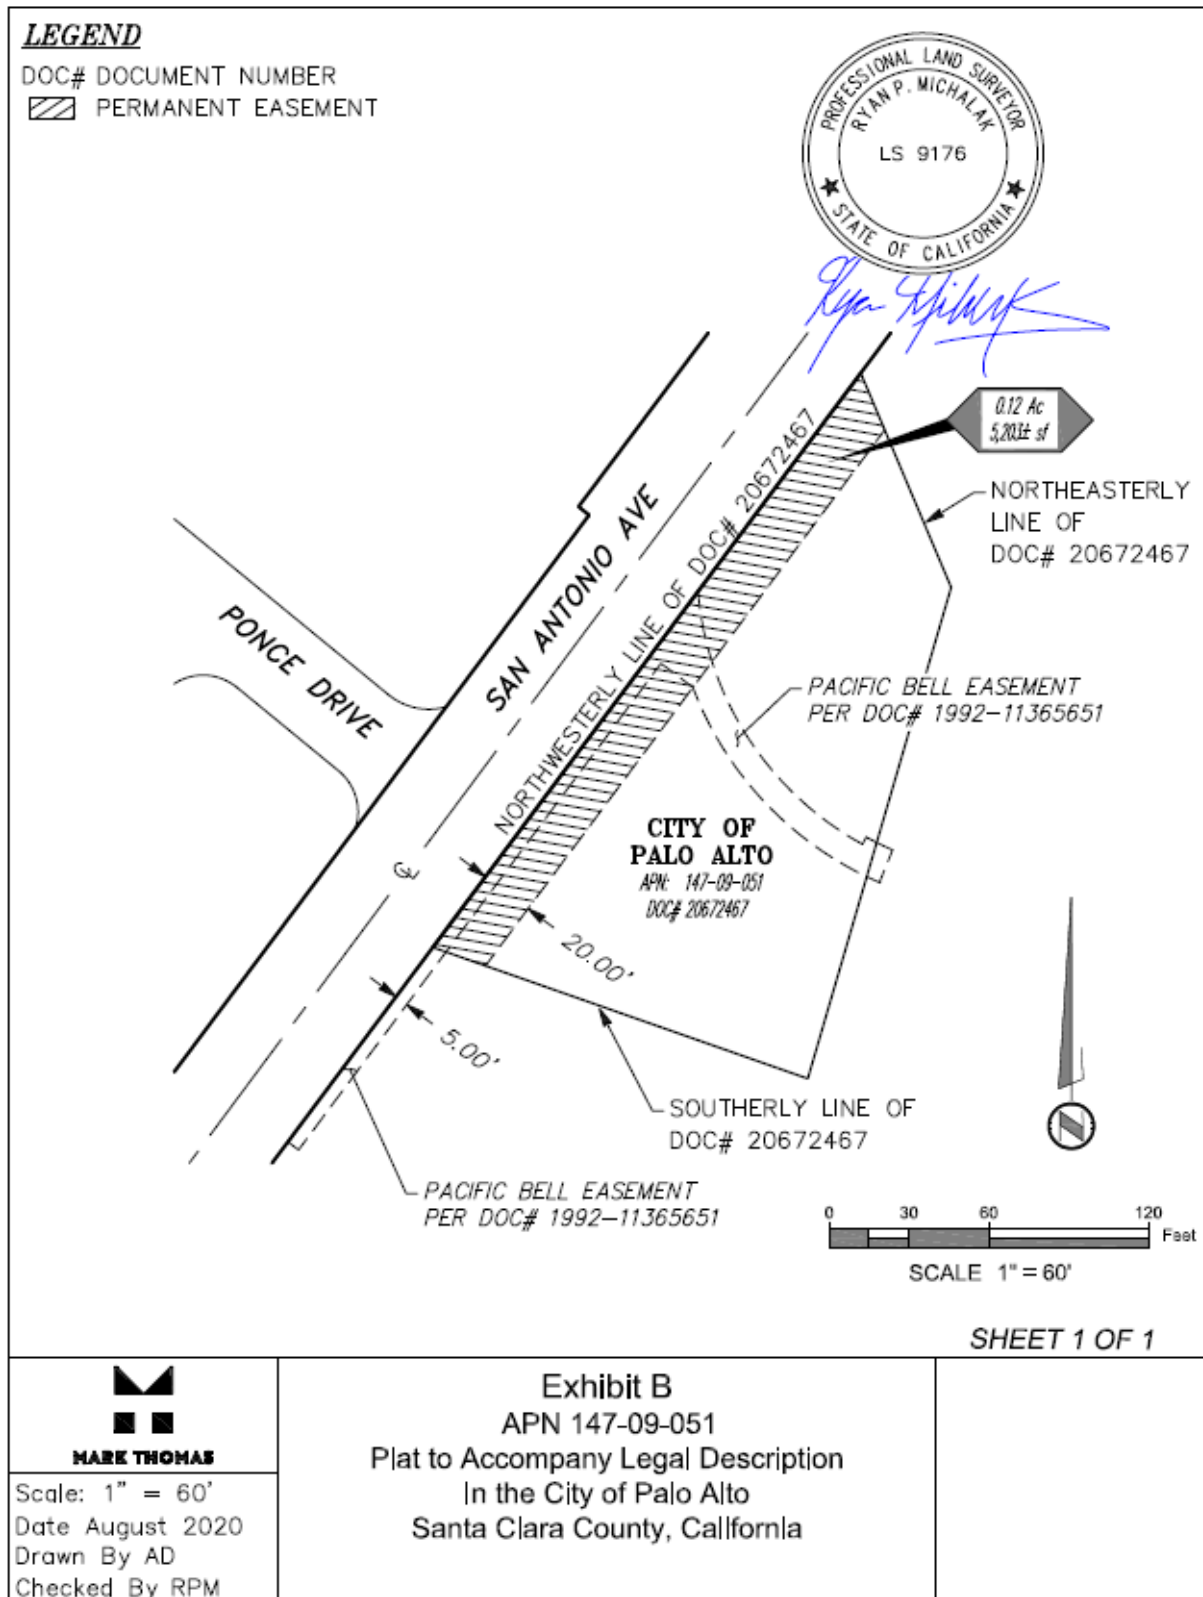 LEGEND
DOC# DOCUMENT NUMBER
PERMANENT EASEMENT
PROFESSIONAL LAND SURVEYOR
RYAN P. MICHALAK
LS 9176
STATE OF CALIFORNIA
0.12 Ac
5,203± sf
NORTHEASTERLY
LINE OF
DOC# 20672467
SAN ANTONIO AVE
NORTHWESTERLY LINE OF DOC# 20672467
PONCE DRIVE
PACIFIC BELL EASEMENT
PER DOC# 1992-11365651
CITY OF
PALO ALTO
APN: 147-09-051
DOC# 20672467
20.00'
5.00'
SOUTHERLY LINE OF
DOC# 20672467
PACIFIC BELL EASEMENT
PER DOC# 1992-11365651
N
0 30 60 120
Feet
SCALE 1" = 60'
SHEET 1 OF 1
MARK THOMAS
Scale: 1" = 60'
Date August 2020
Drawn By AD
Checked By RPM
Exhibit B
APN 147-09-051
Plat to Accompany Legal Description
In the City of Palo Alto
Santa Clara County, California